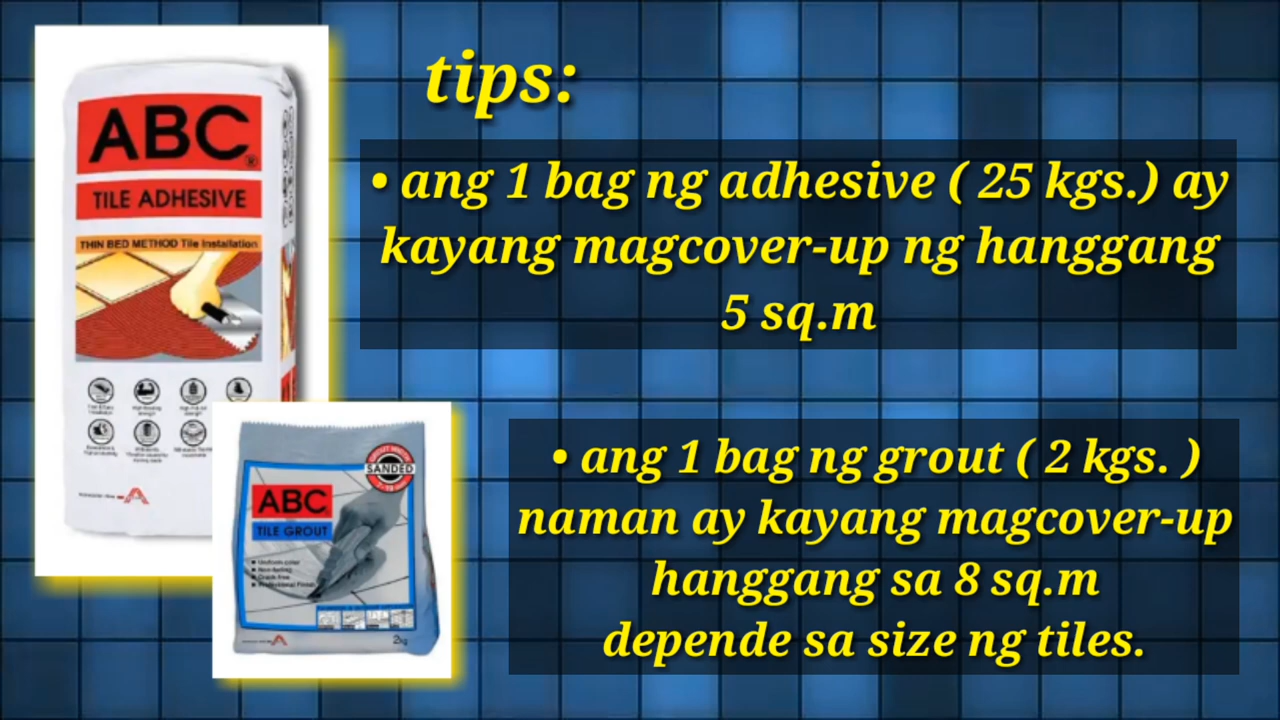 tips:
• ang 1 bag ng adhesive ( 25 kgs.) ay
kayang magcover-up ng hanggang
5 sq.m
• ang 1 bag ng grout ( 2 kgs. )
naman ay kayang magcover-up
hanggang sa 8 sq.m
depende sa size ng tiles.
ABC®
TILE ADHESIVE
THIN BED METHOD Tile Installation
SANDED
ABC
TILE GROUT
Uniform color
2kg